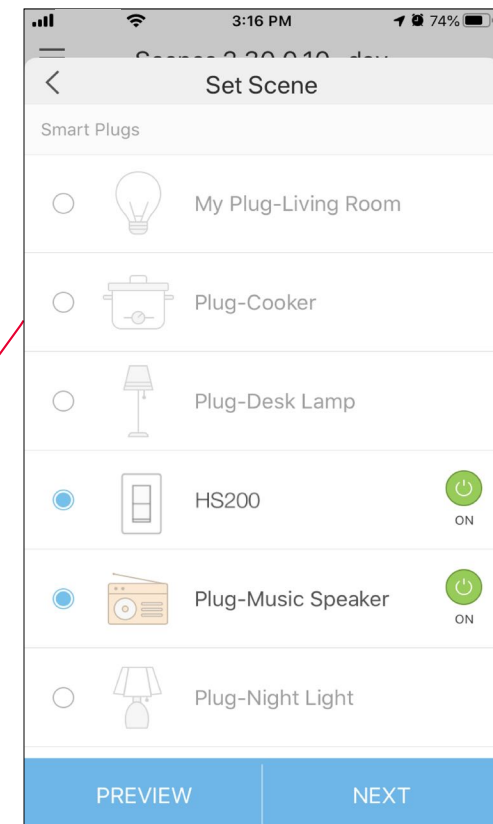 3:16 PM 74%
Set Scene
Smart Plugs
My Plug-Living Room
Plug-Cooker
Plug-Desk Lamp
HS200
ON
Plug-Music Speaker
ON
Plug-Night Light
PREVIEW NEXT